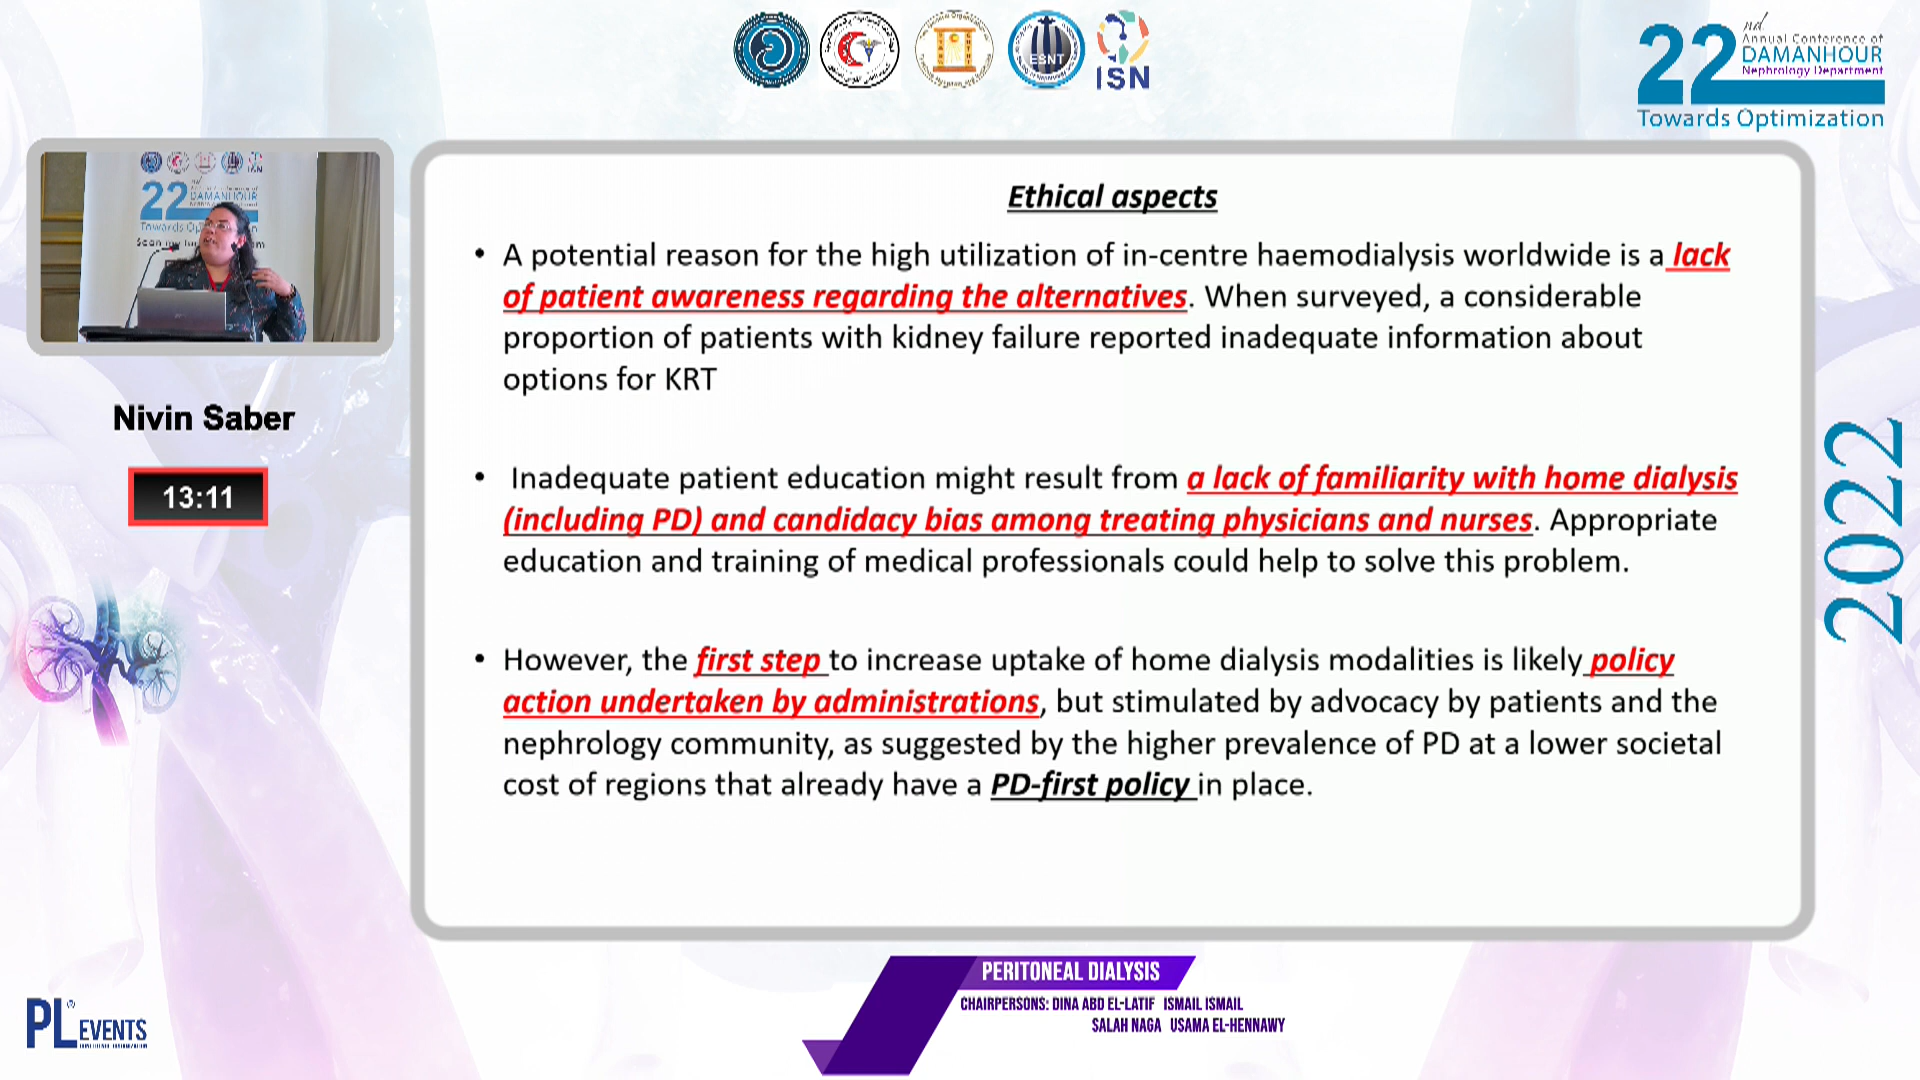 ESNT
ISN
22nd
Annual Conference of
DAMANHOUR
Nephrology Department
Towards Optimization
22nd
DAMANHOUR
Nivin Saber
13:11
Ethical aspects
• A potential reason for the high utilization of in-centre haemodialysis worldwide is a lack
of patient awareness regarding the alternatives. When surveyed, a considerable
proportion of patients with kidney failure reported inadequate information about
options for KRT
• Inadequate patient education might result from a lack of familiarity with home dialysis
(including PD) and candidacy bias among treating physicians and nurses. Appropriate
education and training of medical professionals could help to solve this problem.
• However, the first step to increase uptake of home dialysis modalities is likely policy
action undertaken by administrations, but stimulated by advocacy by patients and the
nephrology community, as suggested by the higher prevalence of PD at a lower societal
cost of regions that already have a PD-first policy in place.
2022
PERITONEAL DIALYSIS
CHAIRPERSONS: DINA ABD EL-LATIF ISMAIL ISMAIL
SALAH NAGA USAMA EL-HENNAWY
PL® EVENTS